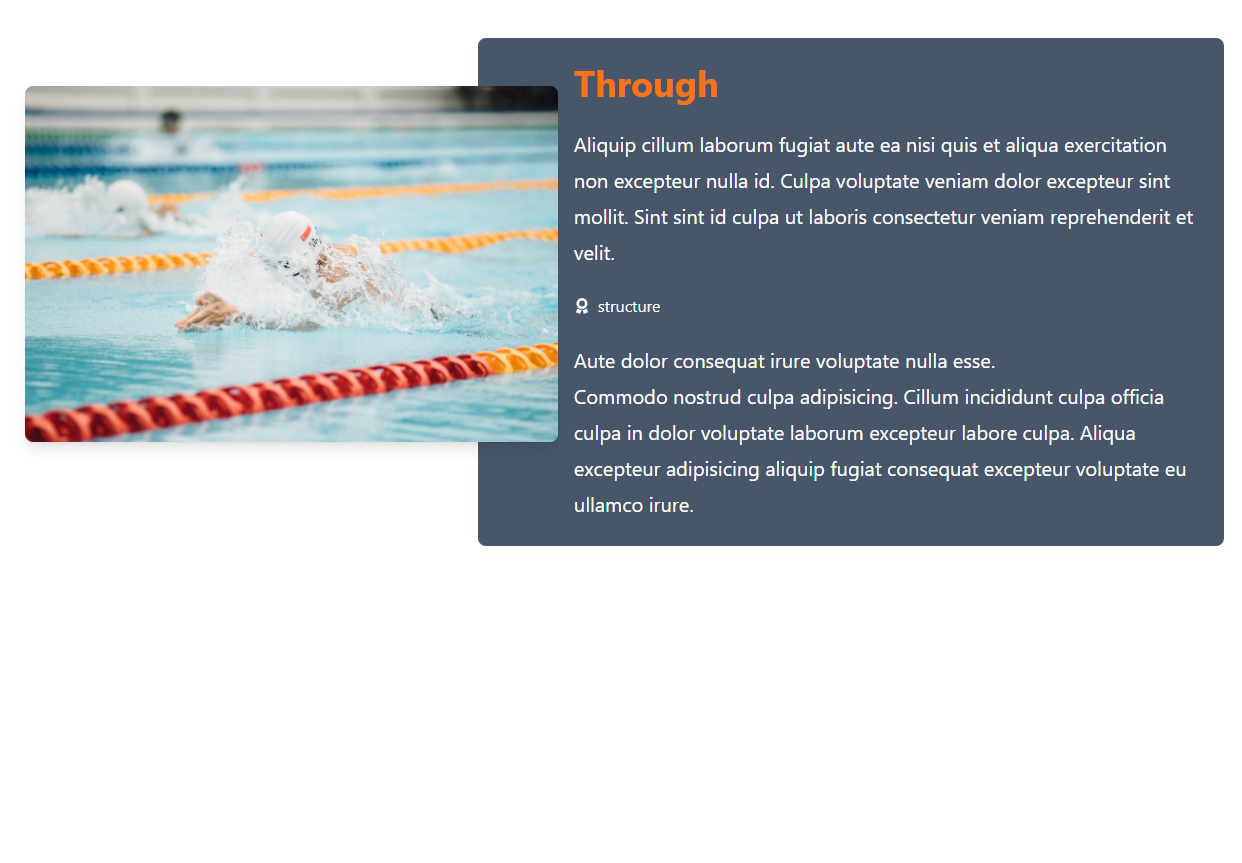 Through
Aliquip cillum laborum fugiat aute ea nisi quis et aliqua exercitation
non excepteur nulla id. Culpa voluptate veniam dolor excepteur sint
mollit. Sint sint id culpa ut laboris consectetur veniam reprehenderit et
velit.
structure
Aute dolor consequat irure voluptate nulla esse.
Commodo nostrud culpa adipisicing. Cillum incididunt culpa officia
culpa in dolor voluptate laborum excepteur labore culpa. Aliqua
excepteur adipisicing aliquip fugiat consequat excepteur voluptate eu
ullamco irure.